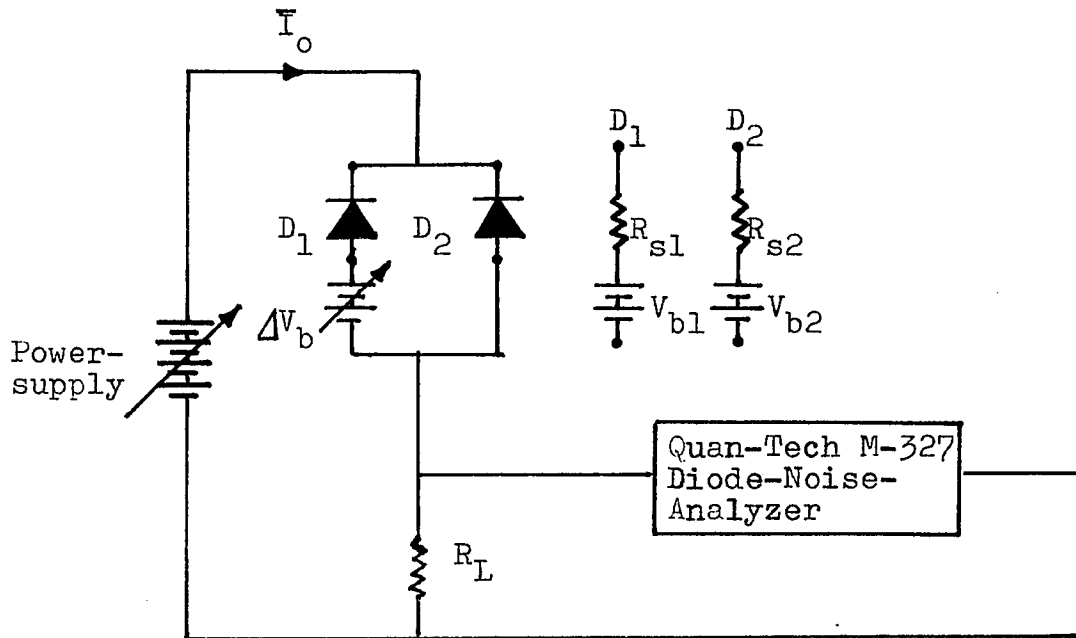 I_o
D_1
D_2
D_1
D_2
R_s1
R_s2
ΔV_b
V_b1
V_b2
Power-
supply
Quan-Tech M-327
Diode-Noise-
Analyzer
R_L